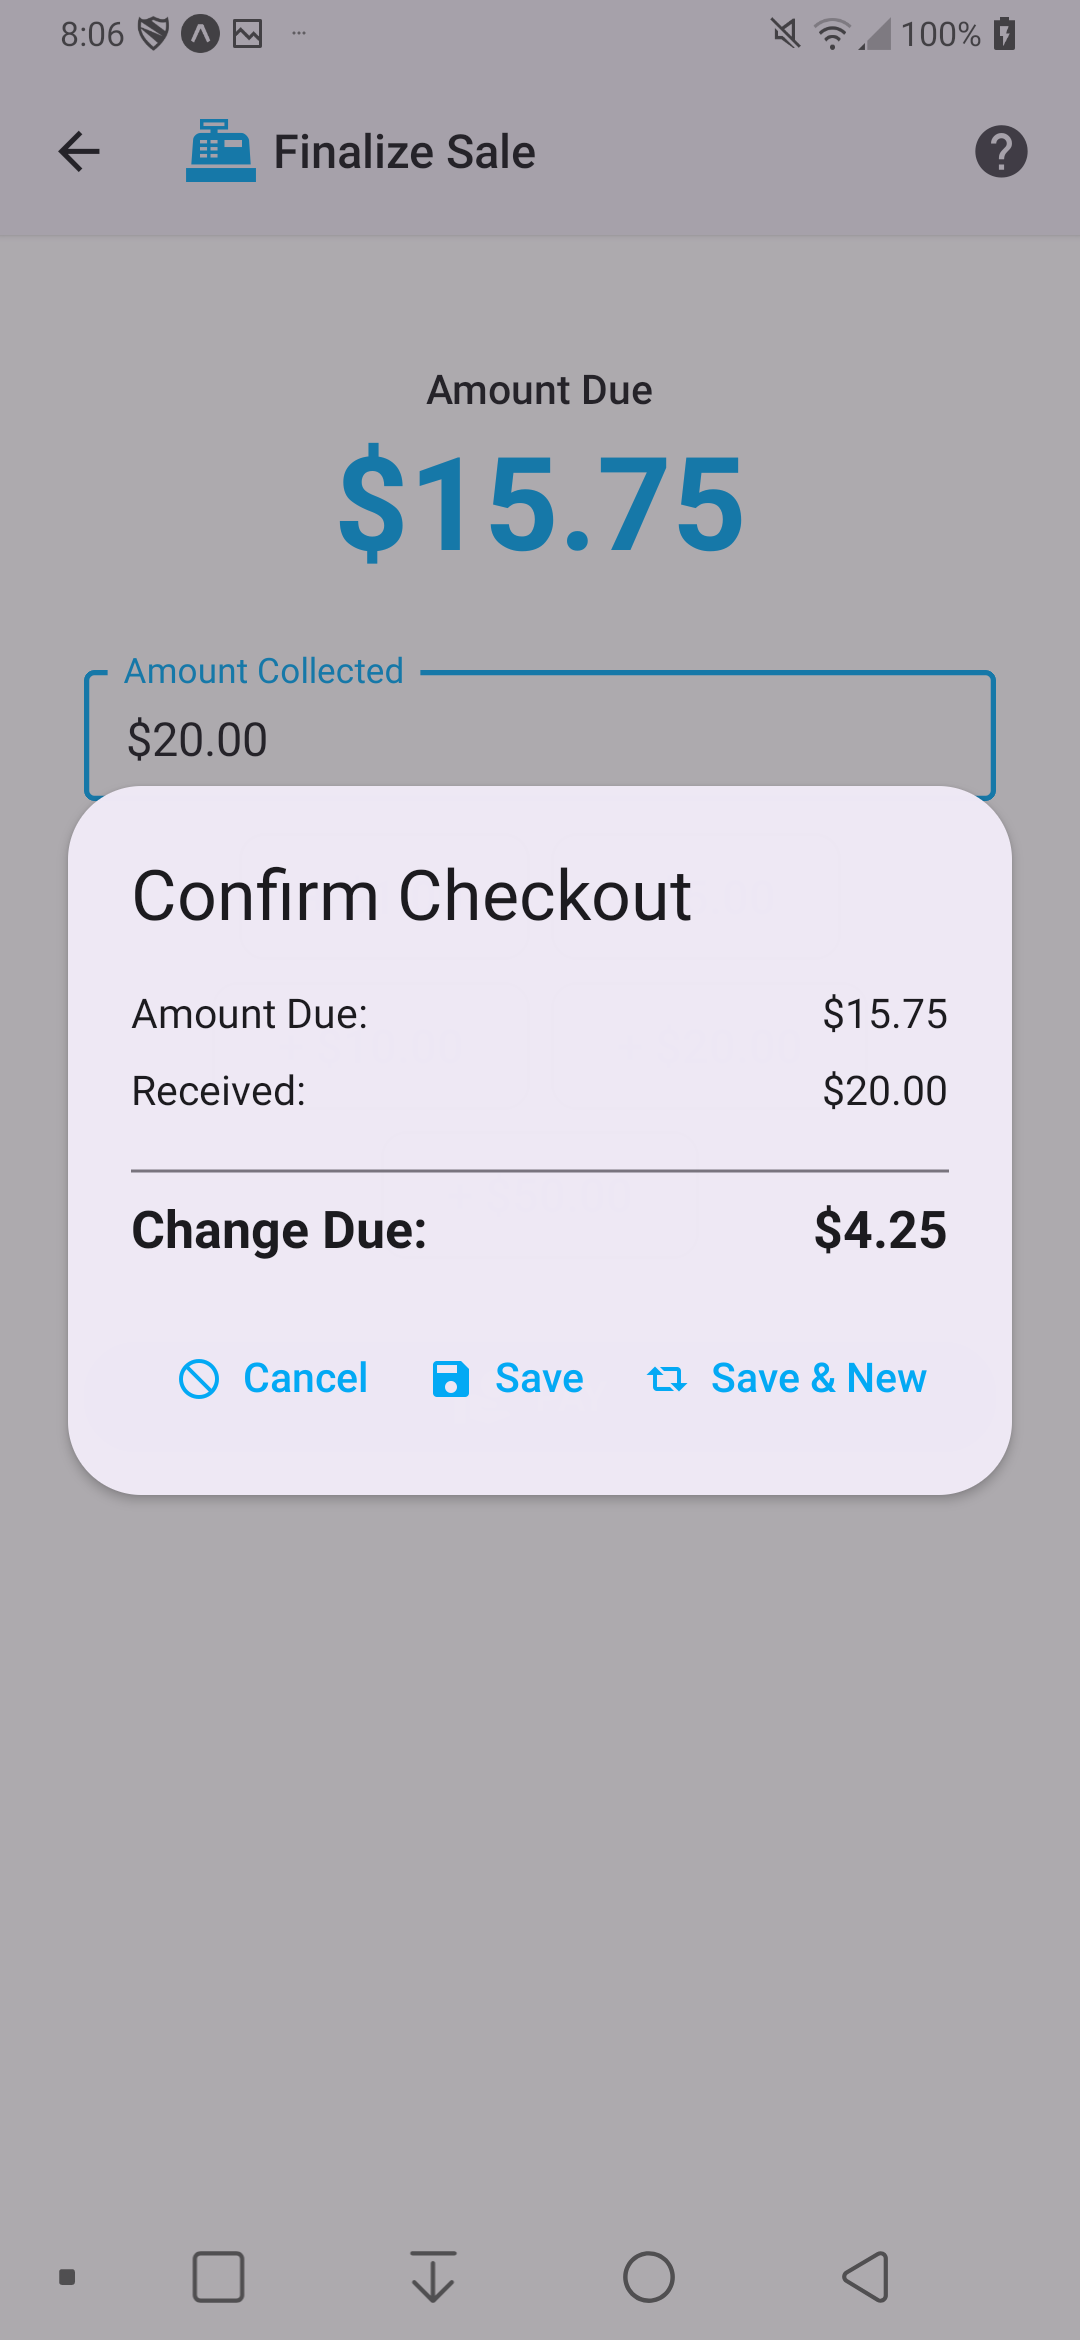 8:06 100%
Finalize Sale
Amount Due
$15.75
Amount Collected
$20.00
Confirm Checkout
Amount Due: $15.75
Received: $20.00
Change Due: $4.25
Cancel Save Save & New